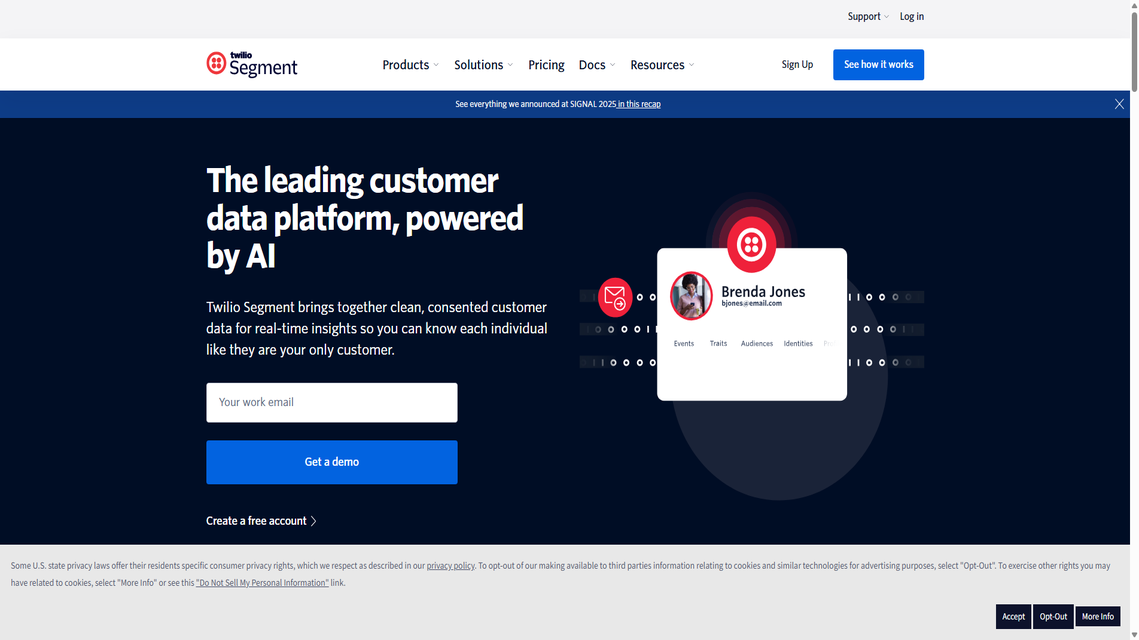 Support
Log in
twilio
Segment
Products
Solutions
Pricing
Docs
Resources
Sign Up
See how it works
See everything we announced at SIGNAL 2025 in this recap
The leading customer
data platform, powered
by AI
Twilio Segment brings together clean, consented customer
data for real-time insights so you can know each individual
like they are your only customer.
Your work email
Get a demo
Create a free account
Brenda Jones
bjones@email.com
Events
Traits
Audiences
Identities
Some U.S. state privacy laws offer their residents specific consumer privacy rights, which we respect as described in our privacy policy. To opt-out of our making available to third parties information relating to cookies and similar technologies for advertising purposes, select "Opt-Out". To exercise other rights you may
have related to cookies, select "More Info" or see this "Do Not Sell My Personal Information" link.
Accept
Opt-Out
More Info